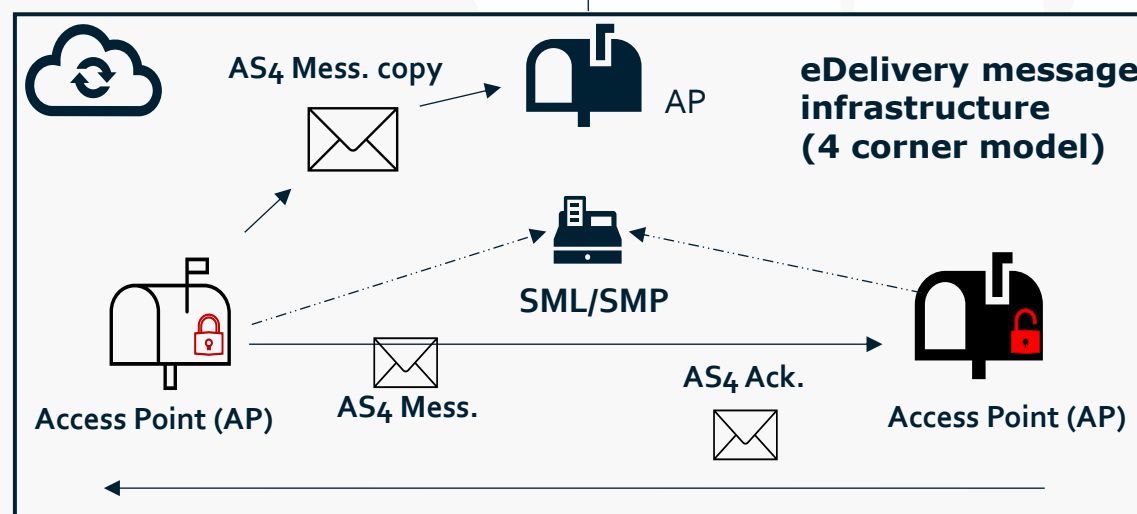 AS4 Mess. copy
AP
eDelivery message
infrastructure
(4 corner model)
SML/SMP
AS4 Mess.
AS4 Ack.
Access Point (AP)
Access Point (AP)